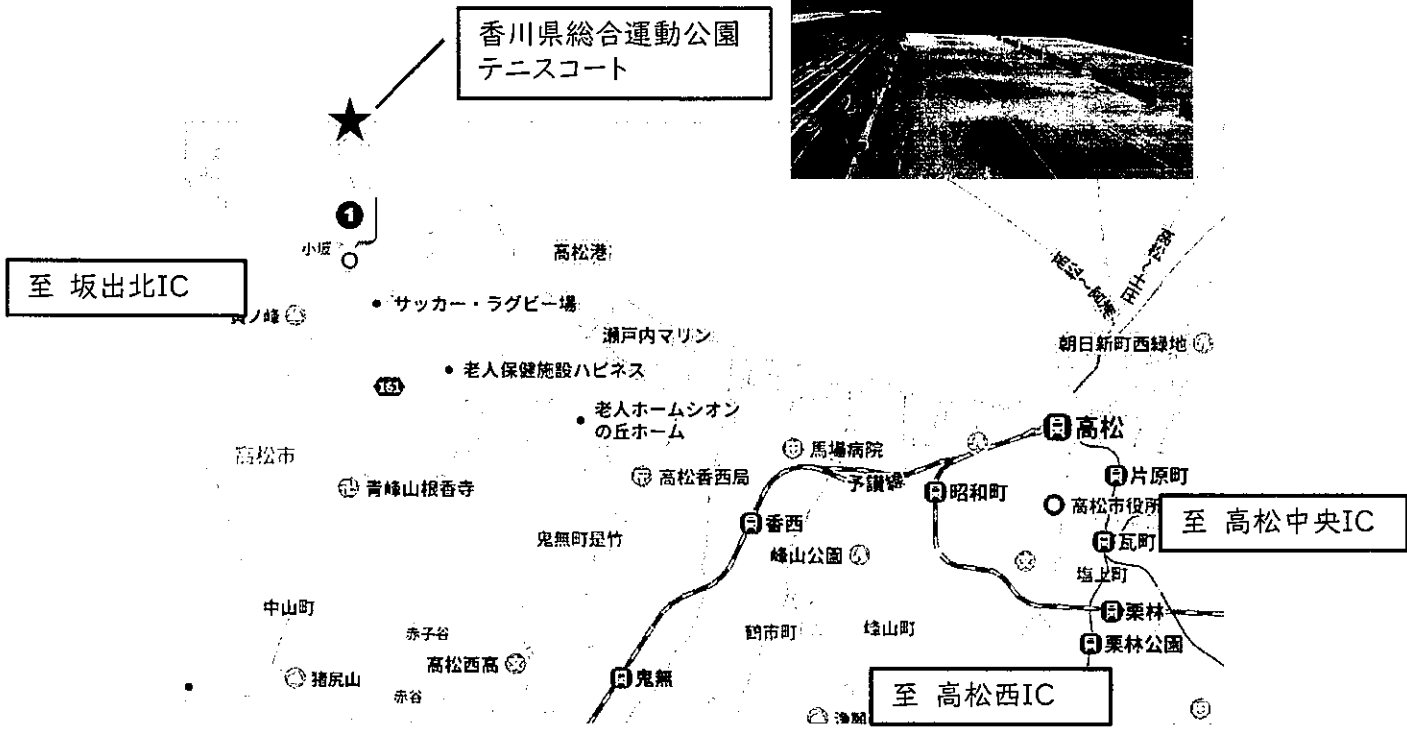 香川県総合運動公園
テニスコート
1
小坂
高松港
至 坂出北IC
サッカー・ラグビー場
瀬戸内マリン
朝日新町西緑地
老人保健施設ハピネス
161
老人ホームシオン
の丘ホーム
高松
高松市
馬場病院
予讃線
片原町
青峰山根香寺
高松香西局
昭和町
高松市役所
至 高松中央IC
香西
鬼無町是竹
峰山公園
瓦町
塩上町
中山町
赤子谷
鶴市町
峰山町
栗林
栗林公園
高松西高
猪尻山
鬼無
赤谷
至 高松西IC